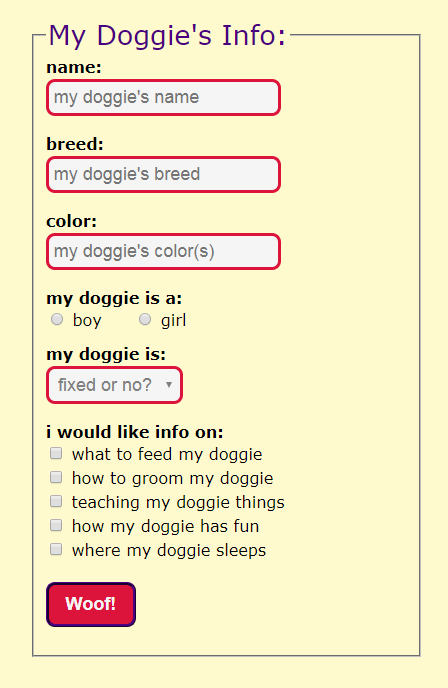 My Doggie's Info:
name:
my doggie's name
breed:
my doggie's breed
color:
my doggie's color(s)
my doggie is a:
boy girl
my doggie is:
fixed or no?
i would like info on:
what to feed my doggie
how to groom my doggie
teaching my doggie things
how my doggie has fun
where my doggie sleeps
Woof!